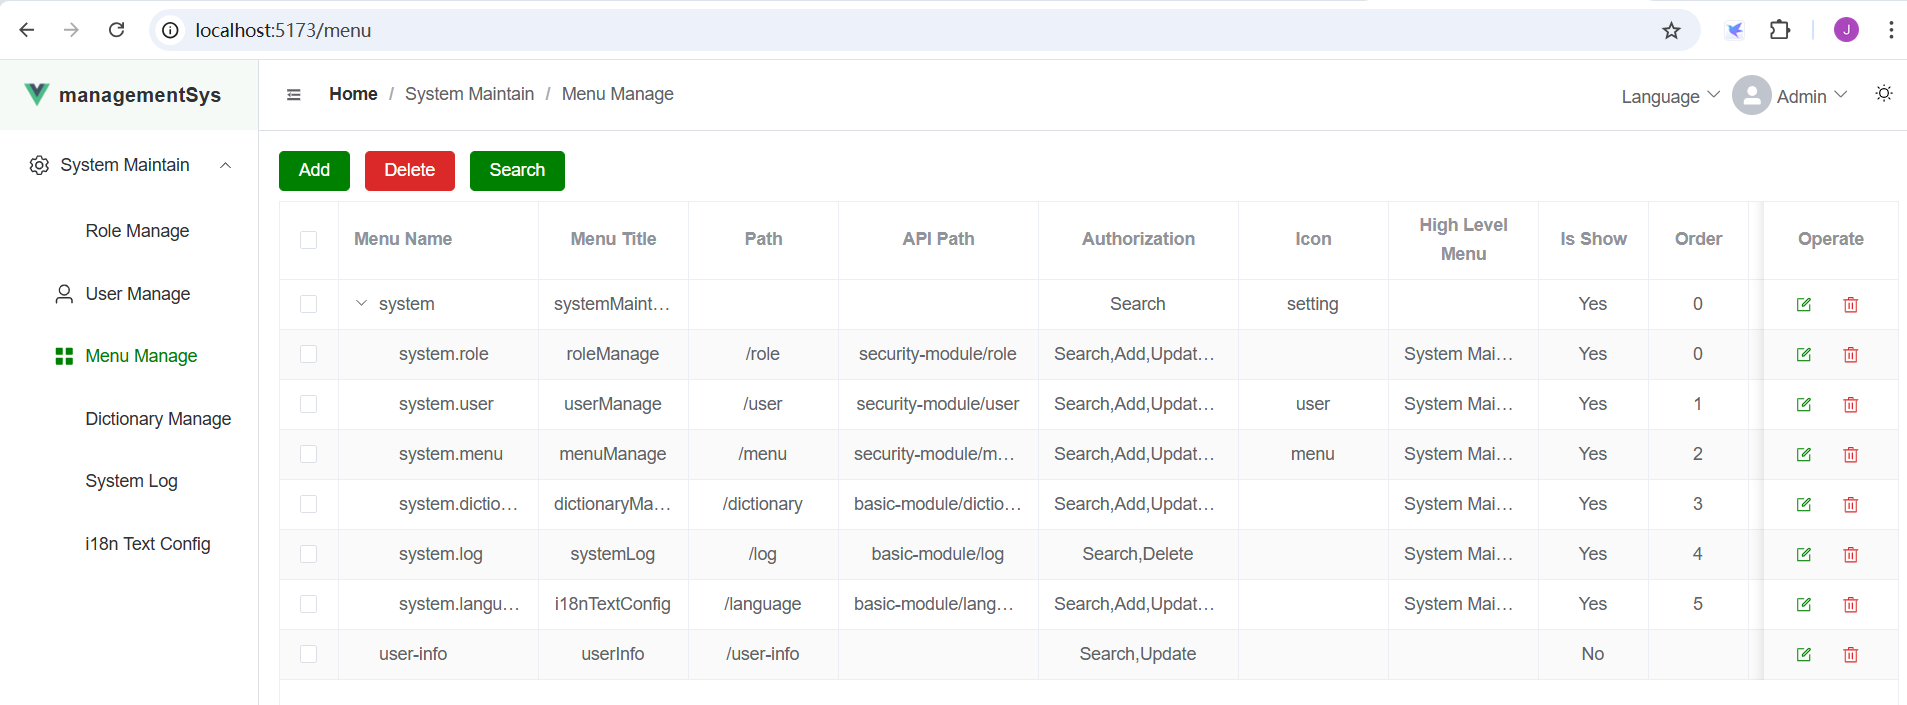 localhost:5173/menu
J
managementSys
Home / System Maintain / Menu Manage
Language
Admin
System Maintain
Role Manage
User Manage
Menu Manage
Dictionary Manage
System Log
i18n Text Config
Add Delete Search
Menu Name Menu Title Path API Path Authorization Icon High Level Menu Is Show Order Operate
system systemMaint... Search setting Yes 0
system.role roleManage /role security-module/role Search,Add,Updat... System Mai... Yes 0
system.user userManage /user security-module/user Search,Add,Updat... user System Mai... Yes 1
system.menu menuManage /menu security-module/m... Search,Add,Updat... menu System Mai... Yes 2
system.dictio... dictionaryMa... /dictionary basic-module/dictio... Search,Add,Updat... System Mai... Yes 3
system.log systemLog /log basic-module/log Search,Delete System Mai... Yes 4
system.langu... i18nTextConfig /language basic-module/lang... Search,Add,Updat... System Mai... Yes 5
user-info userInfo /user-info Search,Update No